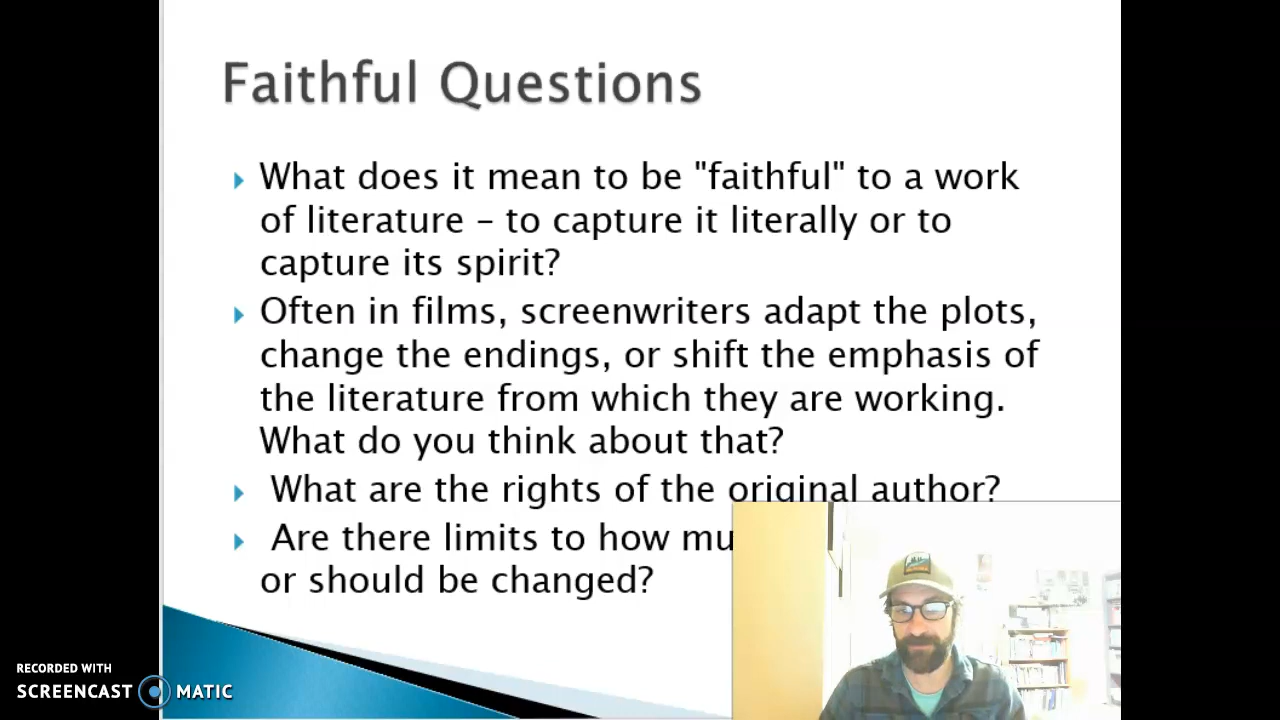 Faithful Questions
What does it mean to be "faithful" to a work
of literature – to capture it literally or to
capture its spirit?
Often in films, screenwriters adapt the plots,
change the endings, or shift the emphasis of
the literature from which they are working.
What do you think about that?
What are the rights of the original author?
Are there limits to how mu
or should be changed?
RECORDED WITH
SCREENCAST MATIC